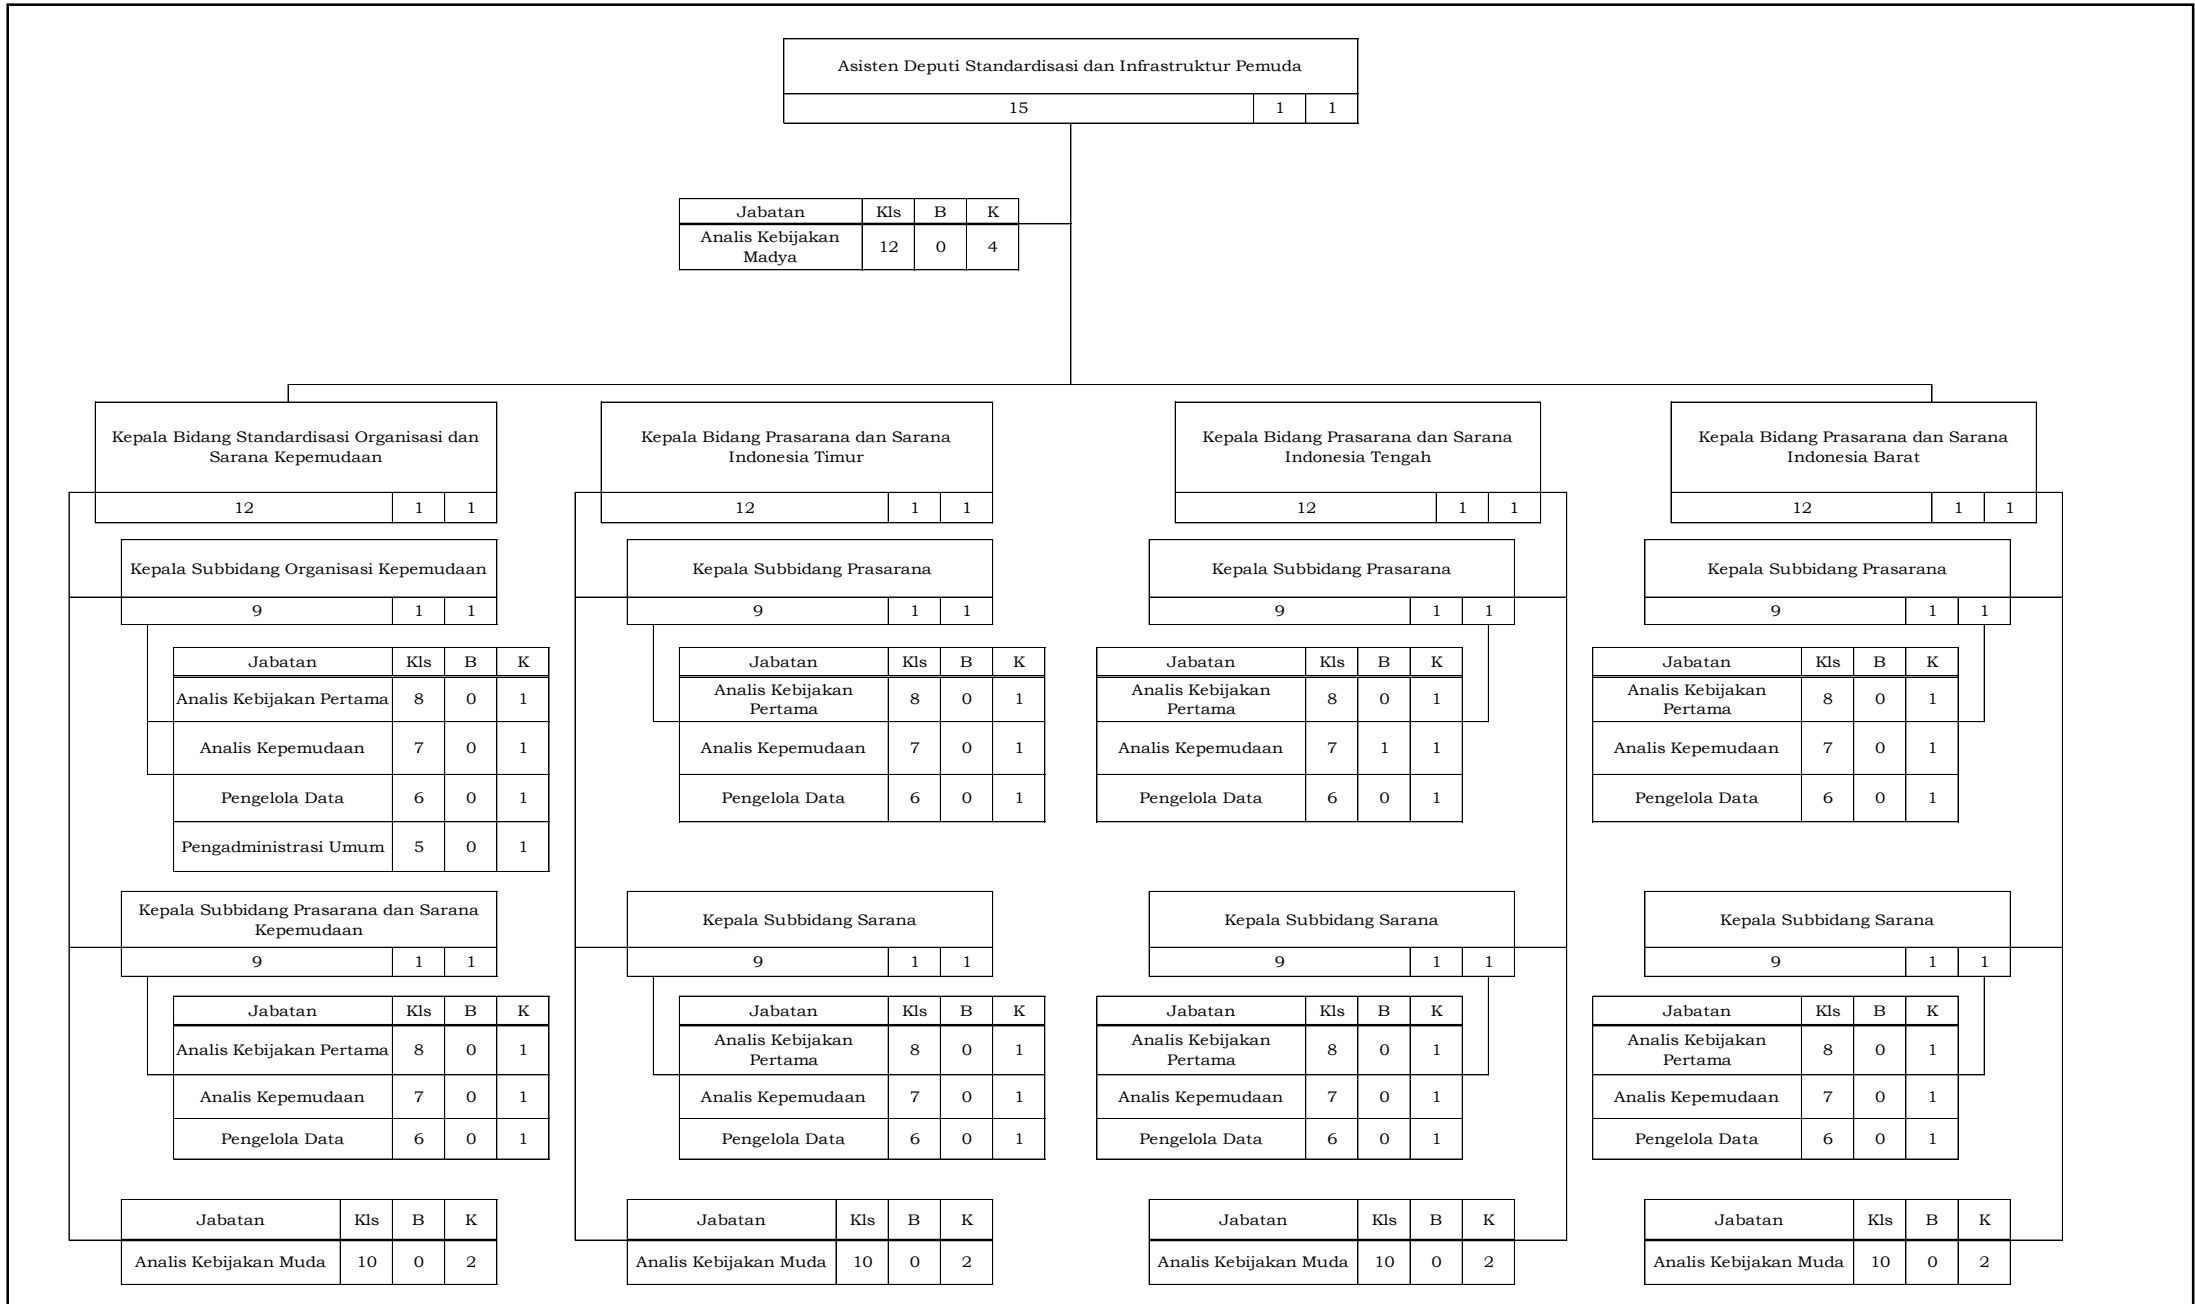 Asisten Deputi Standardisasi dan Infrastruktur Pemuda
15 1 1
Jabatan Kls B K
Analis Kebijakan
Madya 12 0 4
Kepala Bidang Standardisasi Organisasi dan
Sarana Kepemudaan
12 1 1
Kepala Subbidang Organisasi Kepemudaan
9 1 1
Jabatan Kls B K
Analis Kebijakan Pertama 8 0 1
Analis Kepemudaan 7 0 1
Pengelola Data 6 0 1
Pengadministrasi Umum 5 0 1
Kepala Subbidang Prasarana dan Sarana
Kepemudaan
9 1 1
Jabatan Kls B K
Analis Kebijakan Pertama 8 0 1
Analis Kepemudaan 7 0 1
Pengelola Data 6 0 1
Jabatan Kls B K
Analis Kebijakan Muda 10 0 2
Kepala Bidang Prasarana dan Sarana
Indonesia Timur
12 1 1
Kepala Subbidang Prasarana
9 1 1
Jabatan Kls B K
Analis Kebijakan
Pertama 8 0 1
Analis Kepemudaan 7 0 1
Pengelola Data 6 0 1
Kepala Subbidang Sarana
9 1 1
Jabatan Kls B K
Analis Kebijakan
Pertama 8 0 1
Analis Kepemudaan 7 0 1
Pengelola Data 6 0 1
Jabatan Kls B K
Analis Kebijakan Muda 10 0 2
Kepala Bidang Prasarana dan Sarana
Indonesia Tengah
12 1 1
Kepala Subbidang Prasarana
9 1 1
Jabatan Kls B K
Analis Kebijakan
Pertama 8 0 1
Analis Kepemudaan 7 1 1
Pengelola Data 6 0 1
Kepala Subbidang Sarana
9 1 1
Jabatan Kls B K
Analis Kebijakan
Pertama 8 0 1
Analis Kepemudaan 7 0 1
Pengelola Data 6 0 1
Jabatan Kls B K
Analis Kebijakan Muda 10 0 2
Kepala Bidang Prasarana dan Sarana
Indonesia Barat
12 1 1
Kepala Subbidang Prasarana
9 1 1
Jabatan Kls B K
Analis Kebijakan
Pertama 8 0 1
Analis Kepemudaan 7 0 1
Pengelola Data 6 0 1
Kepala Subbidang Sarana
9 1 1
Jabatan Kls B K
Analis Kebijakan
Pertama 8 0 1
Analis Kepemudaan 7 0 1
Pengelola Data 6 0 1
Jabatan Kls B K
Analis Kebijakan Muda 10 0 2